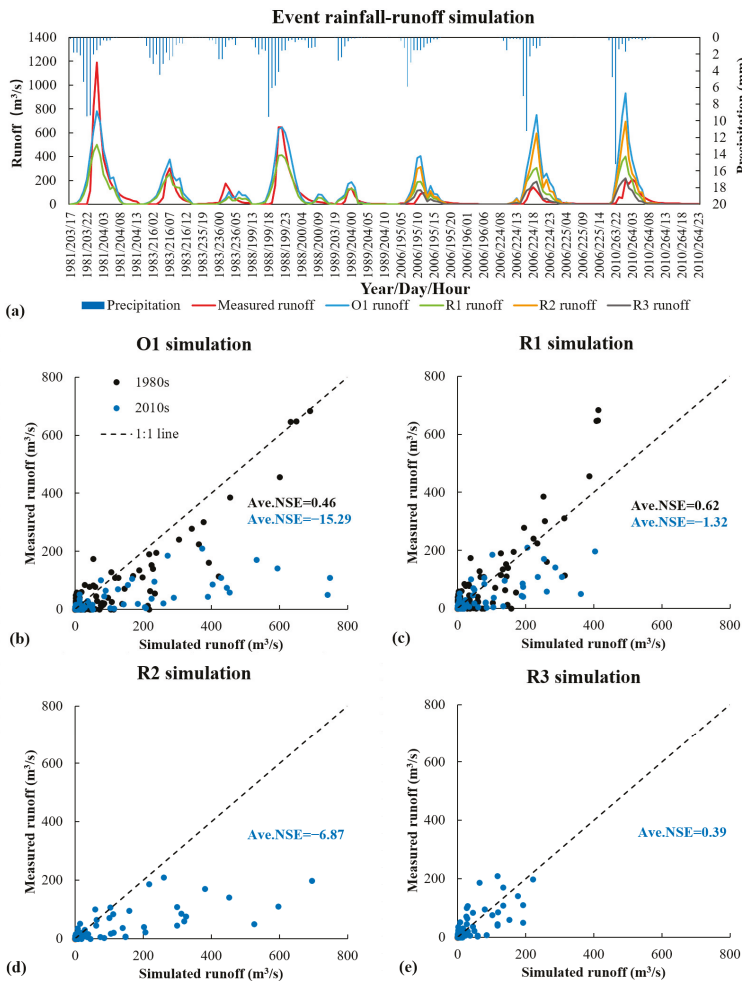 Event rainfall-runoff simulation
(a)
Runoff (m³/s)
1400
1200
1000
800
600
400
200
0
0
2
4
6
8
10
12
14
16
18
20
Precipitation (mm)
1981/203/17
1981/203/22
1981/204/03
1981/204/08
1981/204/13
1983/216/02
1983/216/07
1983/216/12
1983/235/19
1983/236/00
1983/236/05
1988/199/13
1988/199/18
1988/199/23
1988/200/04
1988/200/09
1989/203/19
1989/204/00
1989/204/05
1989/204/10
2006/195/05
2006/195/10
2006/195/15
2006/195/20
2006/196/01
2006/196/06
2006/224/13
2006/224/18
2006/224/23
2006/225/04
2006/225/09
2006/225/14
2010/263/22
2010/264/03
2010/264/08
2010/264/13
2010/264/18
2010/264/23
Year/Day/Hour
Precipitation Measured runoff O1 runoff R1 runoff R2 runoff R3 runoff
O1 simulation
Measured runoff (m³/s)
800
600
400
200
0
1980s
2010s
1:1 line
Ave.NSE=0.46
Ave.NSE=−15.29
0 200 400 600 800
(b)
Simulated runoff (m³/s)
R1 simulation
Measured runoff (m³/s)
800
600
400
200
0
Ave.NSE=0.62
Ave.NSE=−1.32
0 200 400 600 800
(c)
Simulated runoff (m³/s)
R2 simulation
Measured runoff (m³/s)
800
600
400
200
0
Ave.NSE=−6.87
0 200 400 600 800
(d)
Simulated runoff (m³/s)
R3 simulation
Measured runoff (m³/s)
800
600
400
200
0
Ave.NSE=0.39
0 200 400 600 800
(e)
Simulated runoff (m³/s)